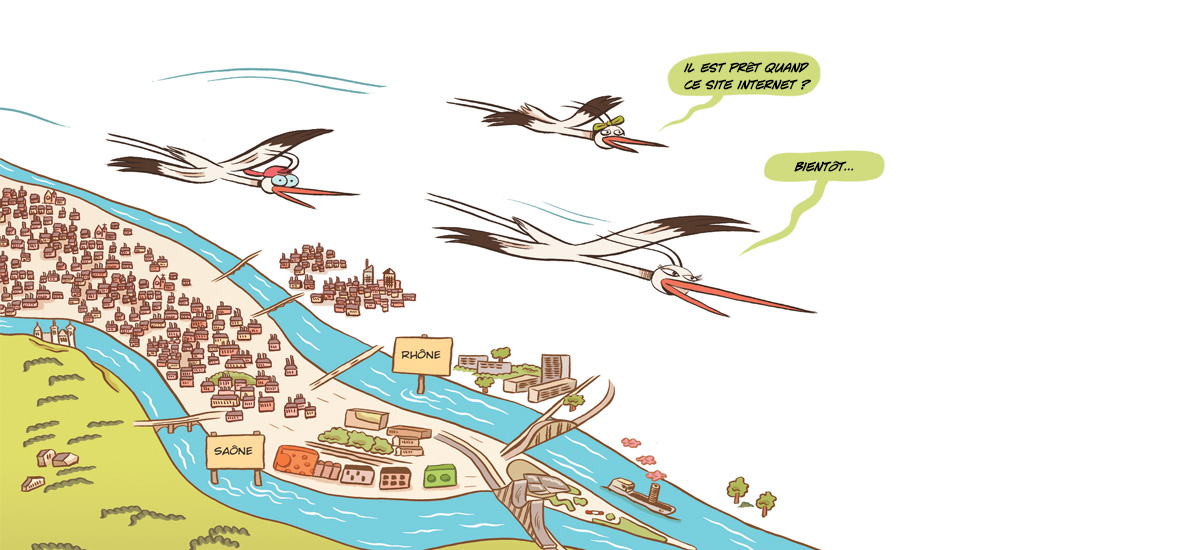 IL EST PRÊT QUAND
CE SITE INTERNET ?
BIENTÔT...
RHÔNE
SAÔNE